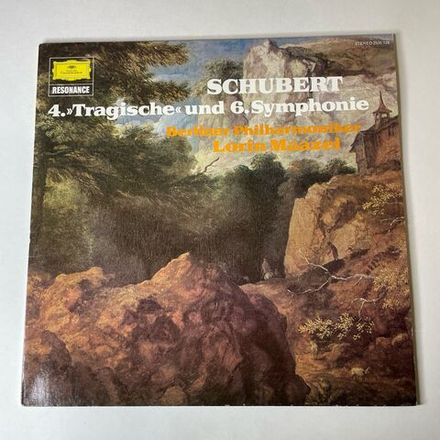 RESONANCE
SCHUBERT
4.»Tragische« und 6. Symphonie
Berliner Philharmoniker
Lorin Maazel